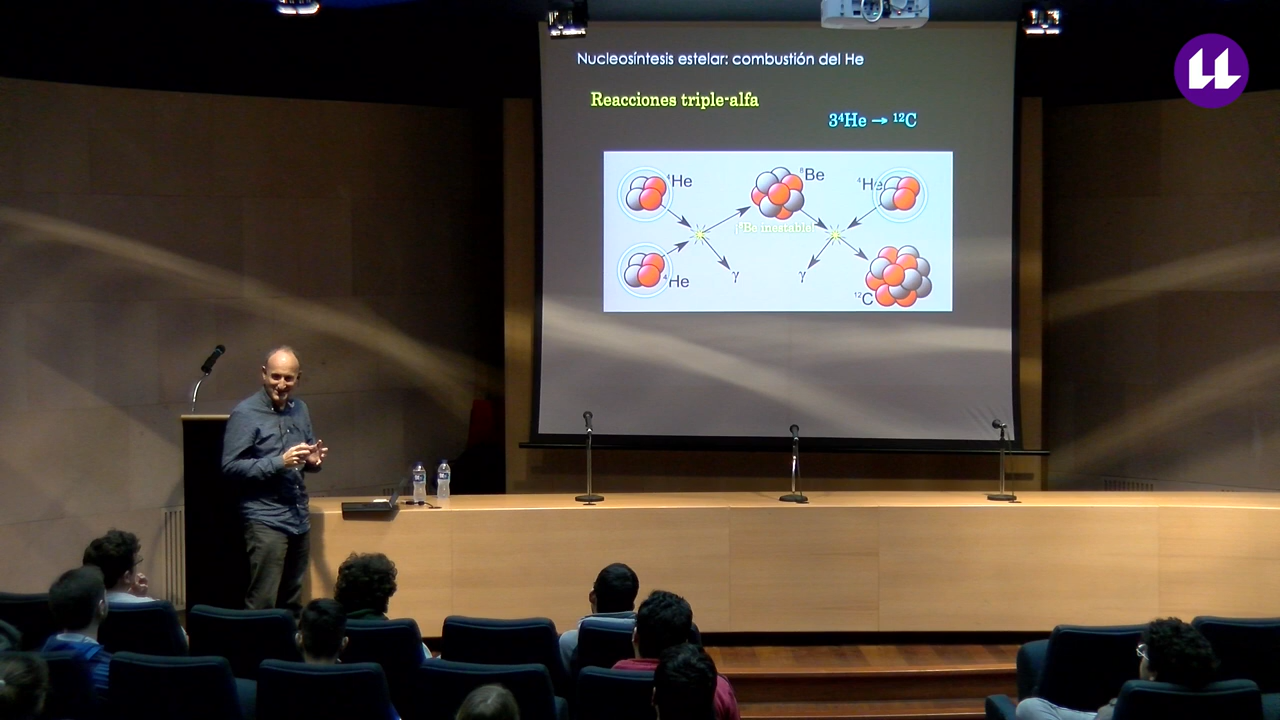 Nucleosíntesis estelar: combustión del He
Reacciones triple-alfa
3⁴He → ¹²C
⁴He
⁸Be
⁴He
¡⁸Be inestable!
⁴He
γ
γ
¹²C